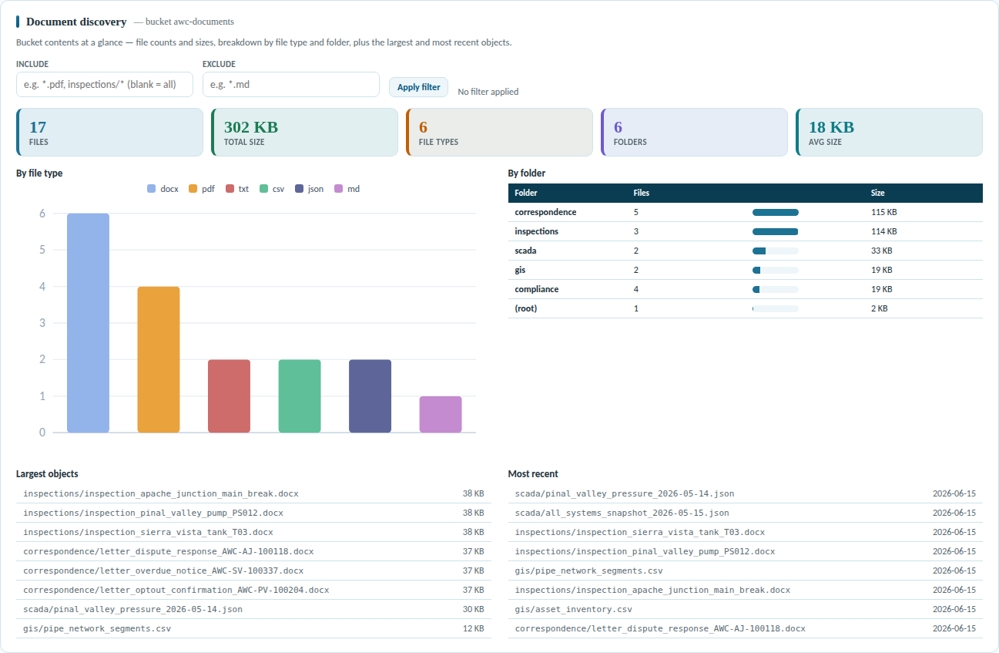 Document discovery — bucket awc-documents
Bucket contents at a glance — file counts and sizes, breakdown by file type and folder, plus the largest and most recent objects.
INCLUDE EXCLUDE
e.g. *.pdf, inspections/* (blank = all) e.g. *.md Apply filter No filter applied
17 302 KB 6 6 18 KB
FILES TOTAL SIZE FILE TYPES FOLDERS AVG SIZE
By file type
docx pdf txt csv json md
6
5
4
3
2
1
0
By folder
Folder Files Size
correspondence 5 115 KB
inspections 3 114 KB
scada 2 33 KB
gis 2 19 KB
compliance 4 19 KB
(root) 1 2 KB
Largest objects
inspections/inspection_apache_junction_main_break.docx 38 KB
inspections/inspection_pinal_valley_pump_PS012.docx 38 KB
inspections/inspection_sierra_vista_tank_T03.docx 38 KB
correspondence/letter_dispute_response_AWC-AJ-100118.docx 37 KB
correspondence/letter_overdue_notice_AWC-SV-100337.docx 37 KB
correspondence/letter_optout_confirmation_AWC-PV-100204.docx 37 KB
scada/pinal_valley_pressure_2026-05-14.json 30 KB
gis/pipe_network_segments.csv 12 KB
Most recent
scada/pinal_valley_pressure_2026-05-14.json 2026-06-15
scada/all_systems_snapshot_2026-05-15.json 2026-06-15
inspections/inspection_sierra_vista_tank_T03.docx 2026-06-15
inspections/inspection_pinal_valley_pump_PS012.docx 2026-06-15
gis/pipe_network_segments.csv 2026-06-15
inspections/inspection_apache_junction_main_break.docx 2026-06-15
gis/asset_inventory.csv 2026-06-15
correspondence/letter_dispute_response_AWC-AJ-100118.docx 2026-06-15